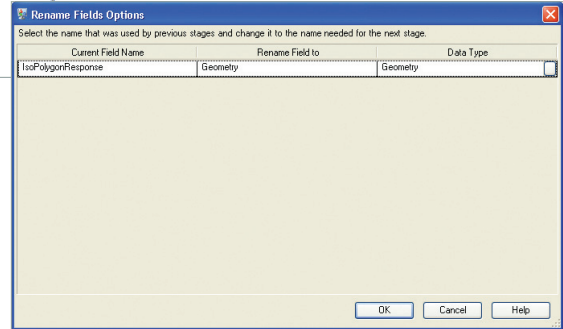 Rename Fields Options
Select the name that was used by previous stages and change it to the name needed for the next stage.
Current Field Name Rename Field to Data Type
IsoPolygonResponse Geometry Geometry
OK Cancel Help